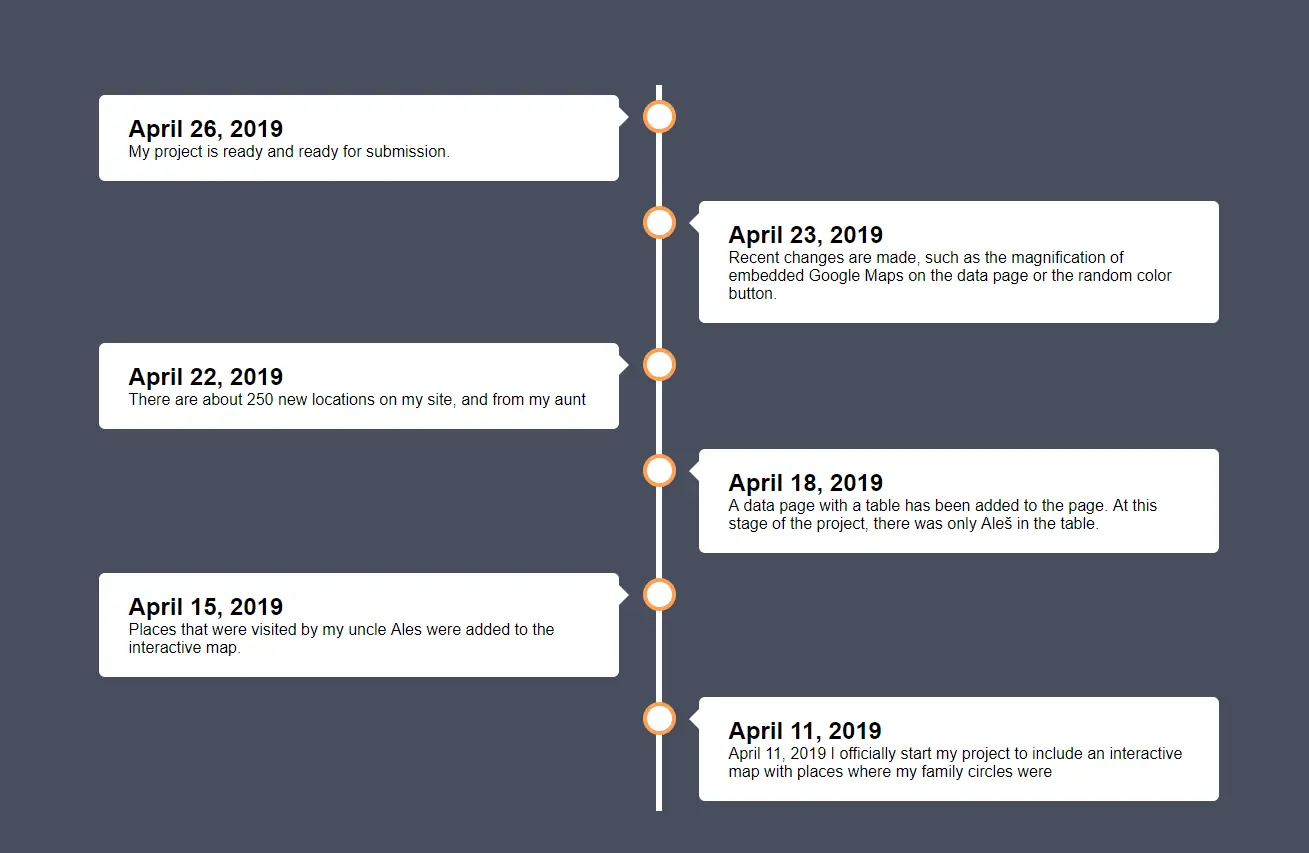 April 26, 2019
My project is ready and ready for submission.
April 23, 2019
Recent changes are made, such as the magnification of
embedded Google Maps on the data page or the random color
button.
April 22, 2019
There are about 250 new locations on my site, and from my aunt
April 18, 2019
A data page with a table has been added to the page. At this
stage of the project, there was only Aleš in the table.
April 15, 2019
Places that were visited by my uncle Ales were added to the
interactive map.
April 11, 2019
April 11, 2019 I officially start my project to include an interactive
map with places where my family circles were